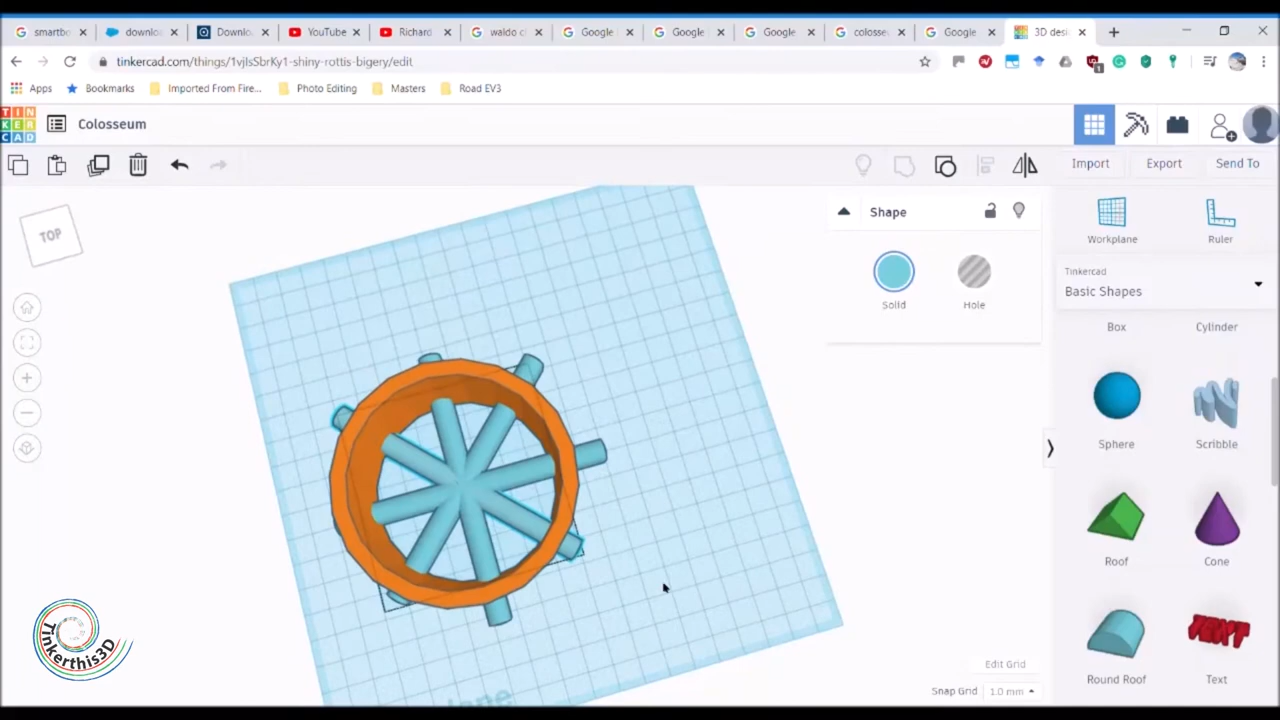 smartbo
downlo
Downlo
YouTube
Richard
waldo c
Google
Google
Google
colosse
Google
3D desi
tinkercad.com/things/1vjIsSbrKy1-shiny-rottis-bigery/edit
1
Apps
Bookmarks
Imported From Fire...
Photo Editing
Masters
Road EV3
TIN
KER
CAD
Colosseum
Import
Export
Send To
TOP
Shape
Solid
Hole
Workplane
Ruler
Tinkercad
Basic Shapes
Box
Cylinder
Sphere
Scribble
Roof
Cone
TEXT
Round Roof
Text
Tinkerthis3D
Edit Grid
Snap Grid
1.0 mm